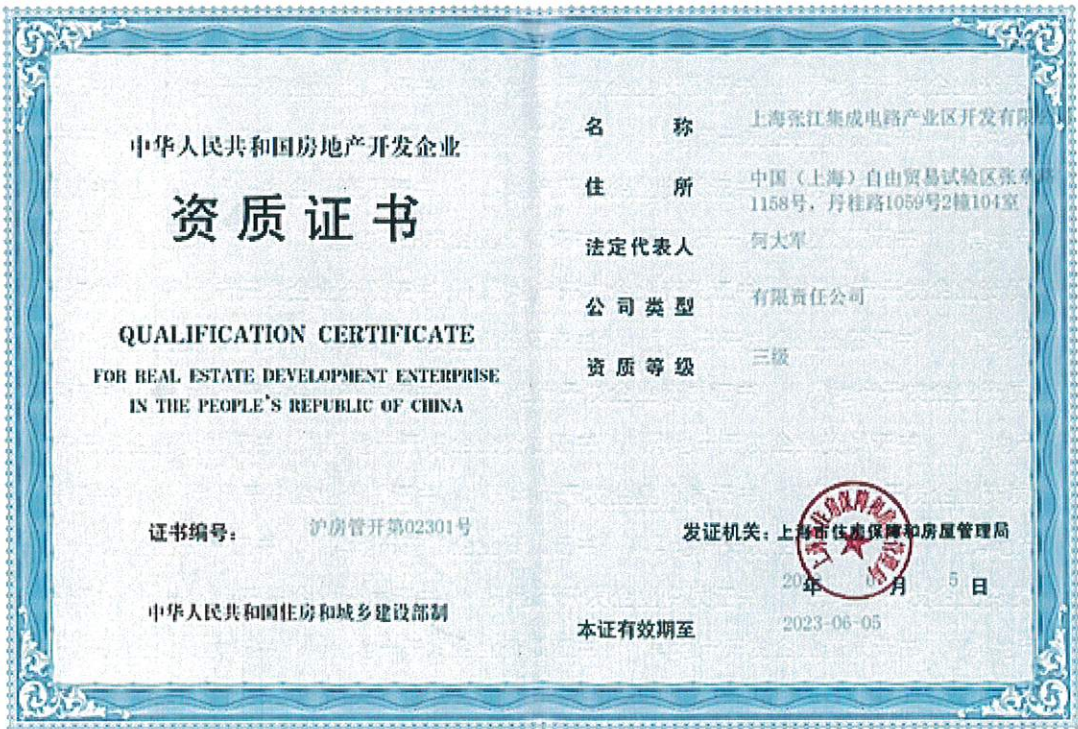 中华人民共和国房地产开发企业
资质证书
QUALIFICATION CERTIFICATE
FOR REAL ESTATE DEVELOPMENT ENTERPRISE
IN THE PEOPLE'S REPUBLIC OF CHINA
证书编号: 沪房管开第02301号
中华人民共和国住房和城乡建设部制
名 称 上海张江集成电路产业区开发有限
住 所 中国(上海)自由贸易试验区张东路
1158号,丹桂路1059号2幢104室
法定代表人 何大军
公司类型 有限责任公司
资质等级 三级
发证机关:上海市住房保障和房屋管理局
年 月 5 日
本证有效期至 2023-06-05